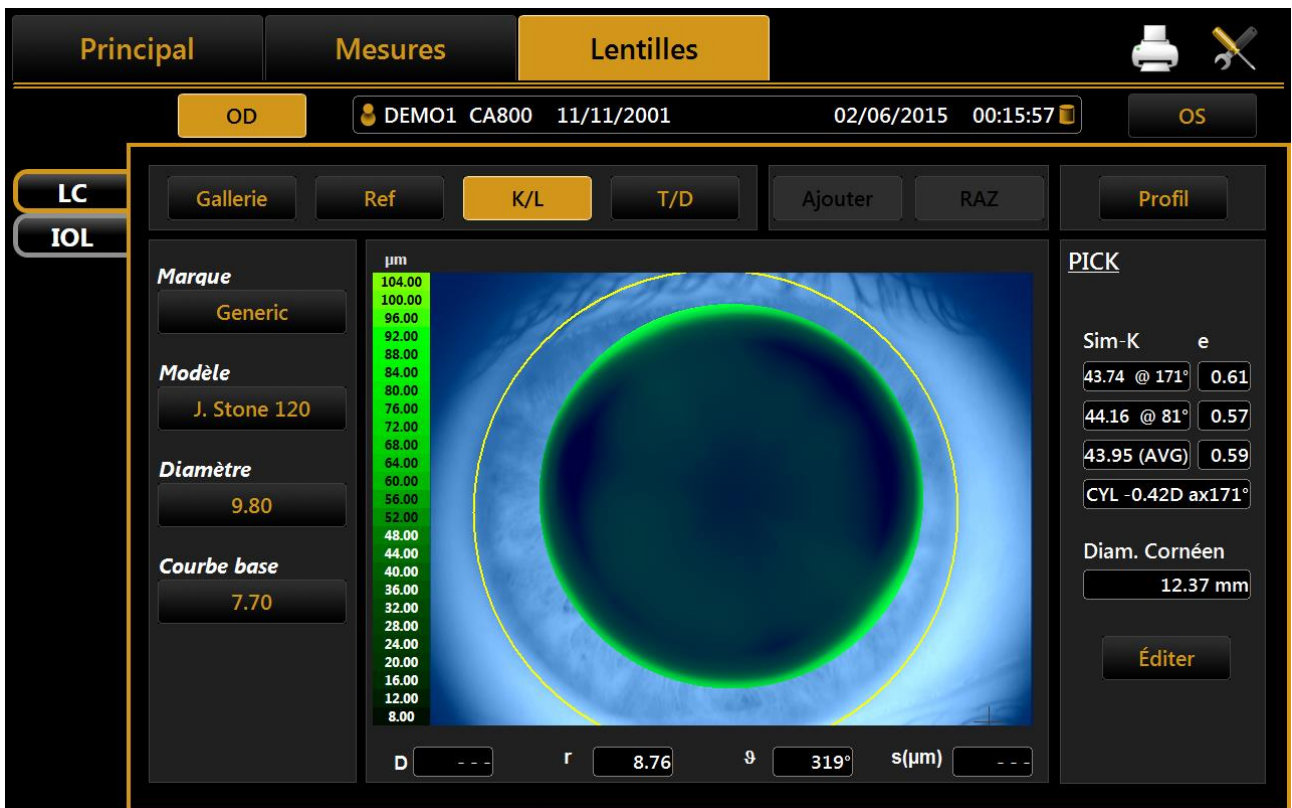 Principal Mesures Lentilles
OD DEMO1 CA800 11/11/2001 02/06/2015 00:15:57 OS
LC
IOL
Gallerie Ref K/L T/D Ajouter RAZ Profil
Marque
Generic
Modèle
J. Stone 120
Diamètre
9.80
Courbe base
7.70
µm
104.00
100.00
96.00
92.00
88.00
84.00
80.00
76.00
72.00
68.00
64.00
60.00
56.00
52.00
48.00
44.00
40.00
36.00
32.00
28.00
24.00
20.00
16.00
12.00
8.00
D - - - r 8.76 ϑ 319° s(µm) - - -
PICK
Sim-K e
43.74 @ 171° 0.61
44.16 @ 81° 0.57
43.95 (AVG) 0.59
CYL -0.42D ax171°
Diam. Cornéen
12.37 mm
Éditer